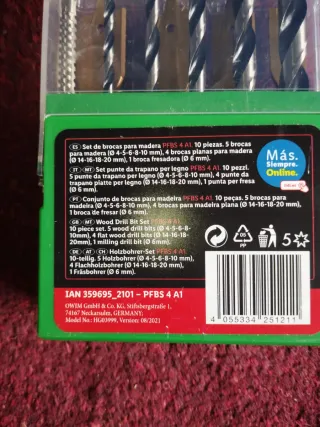 ES Set de brocas para madera PFBS 4 A1. 10 piezas. 5 brocas
para madera (Ø 4-5-6-8-10 mm), 4 brocas planas para madera
(Ø 14-16-18-20 mm), 1 broca fresadora (Ø 6 mm).
IT MT Set punte da trapano per legno PFBS 4 A1. 10 pezzi.
5 punte da trapano per legno (Ø 4-5-6-8-10 mm), 4 punte da
trapano piatte per legno (Ø 14-16-18-20 mm), 1 punta per fresa
(Ø 6 mm).
PT Conjunto de brocas para madeira PFBS 4 A1. 10 peças. 5 brocas
para madeira (Ø 4-5-6-8-10 mm), 4 brocas para madeira plana (Ø 14-16-18-20 mm),
1 broca de fresar (Ø 6 mm).
GB MT Wood Drill Bit Set PFBS 4 A1.
10 piece set. 5 wood drill bits (Ø 4-5-6-8-
10mm), 4 flat wood drill bits (Ø 14-16-18-
20mm), 1 milling drill bit (Ø 6mm).
DE AT CH Holzbohrer-Set PFBS 4 A1.
10-teilig. 5 Holzbohrer (Ø 4-5-6-8-10 mm),
4 Flachholzbohrer (Ø 14-16-18-20 mm),
1 Fräsbohrer (Ø 6 mm).
Más.
Siempre.
Online.
PP
5
IAN 359695_2101 – PFBS 4 A1
OWIM GmbH & Co. KG, Stiftsbergstraße 1,
74167 Neckarsulm, GERMANY;
Model No.: HG03999, Version: 08/2021
4 055334 251211